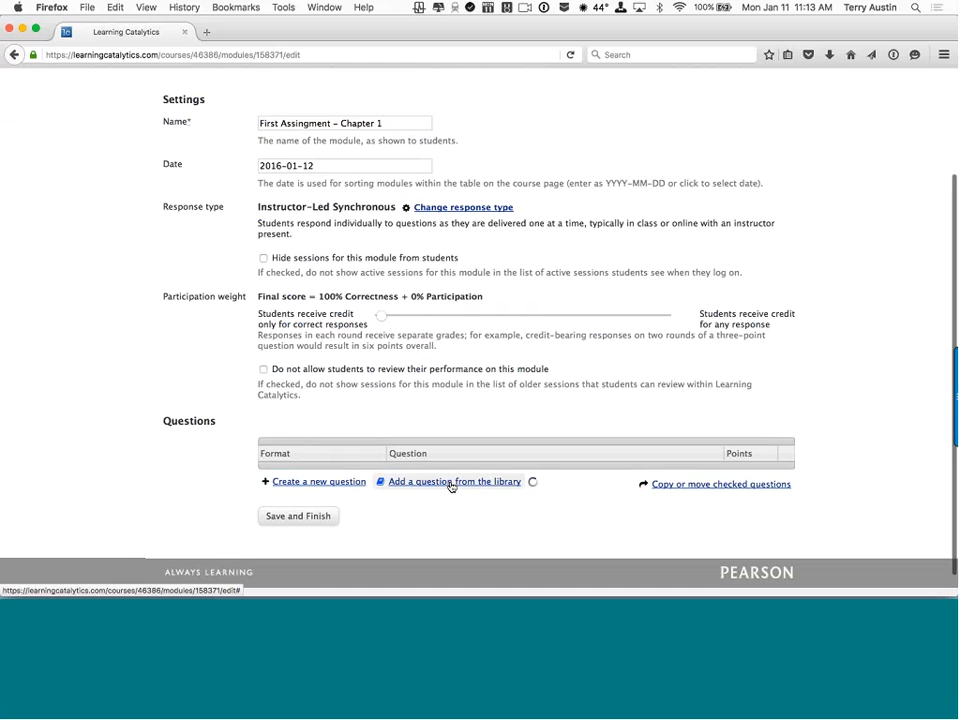 Firefox File Edit View History Bookmarks Tools Window Help 44° 100% Mon Jan 11 11:13 AM Terry Austin
Learning Catalytics
https://learningcatalytics.com/courses/46386/modules/158371/edit Search
Settings
Name* First Assingment - Chapter 1
The name of the module, as shown to students.
Date 2016-01-12
The date is used for sorting modules within the table on the course page (enter as YYYY-MM-DD or click to select date).
Response type Instructor-Led Synchronous Change response type
Students respond individually to questions as they are delivered one at a time, typically in class or online with an instructor
present.
Hide sessions for this module from students
If checked, do not show active sessions for this module in the list of active sessions students see when they log on.
Participation weight Final score = 100% Correctness + 0% Participation
Students receive credit Students receive credit
only for correct responses for any response
Responses in each round receive separate grades; for example, credit-bearing responses on two rounds of a three-point
question would result in six points overall.
Do not allow students to review their performance on this module
If checked, do not show sessions for this module in the list of older sessions that students can review within Learning
Catalytics.
Questions
Format Question Points
Create a new question Add a question from the library Copy or move checked questions
Save and Finish
ALWAYS LEARNING PEARSON
https://learningcatalytics.com/courses/46386/modules/158371/edit#